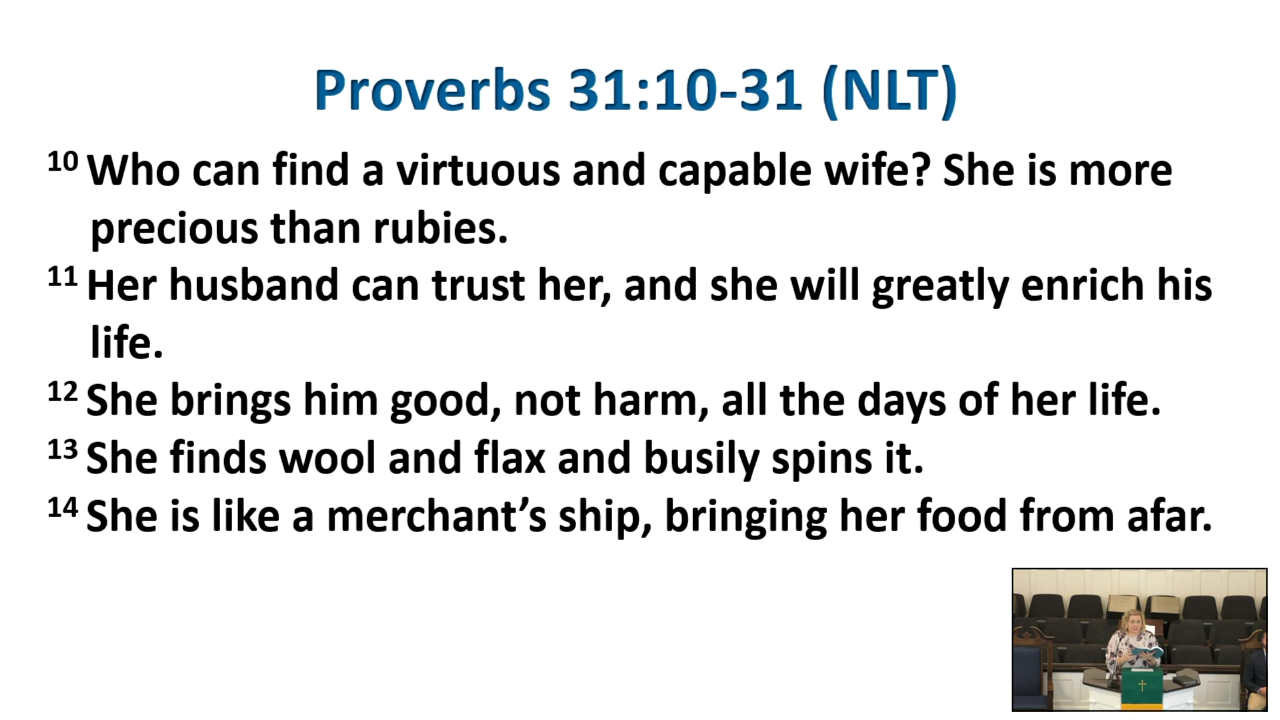 Proverbs 31:10-31 (NLT)
10 Who can find a virtuous and capable wife? She is more
precious than rubies.
11 Her husband can trust her, and she will greatly enrich his
life.
12 She brings him good, not harm, all the days of her life.
13 She finds wool and flax and busily spins it.
14 She is like a merchant’s ship, bringing her food from afar.